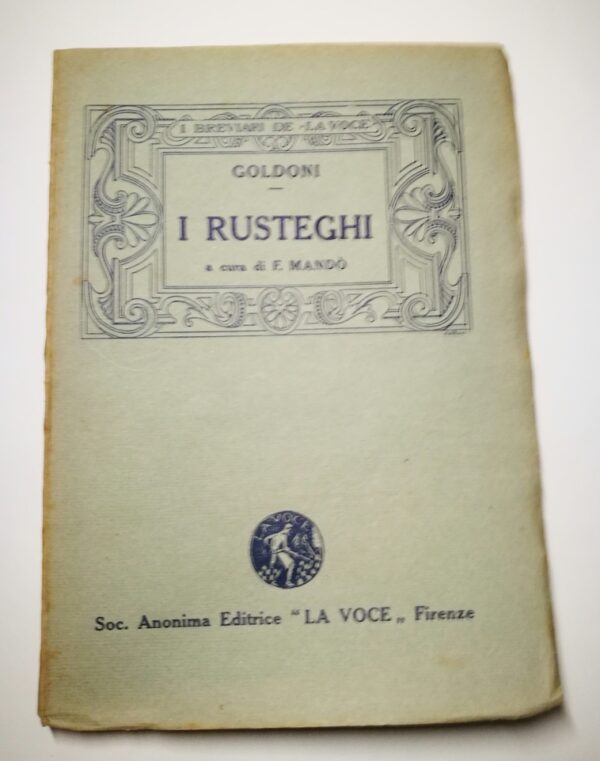 I BREVIARI DE "LA VOCE"
GOLDONI
I RUSTEGHI
a cura di F. MANDÒ
LA VOCE
Soc. Anonima Editrice "LA VOCE„ Firenze